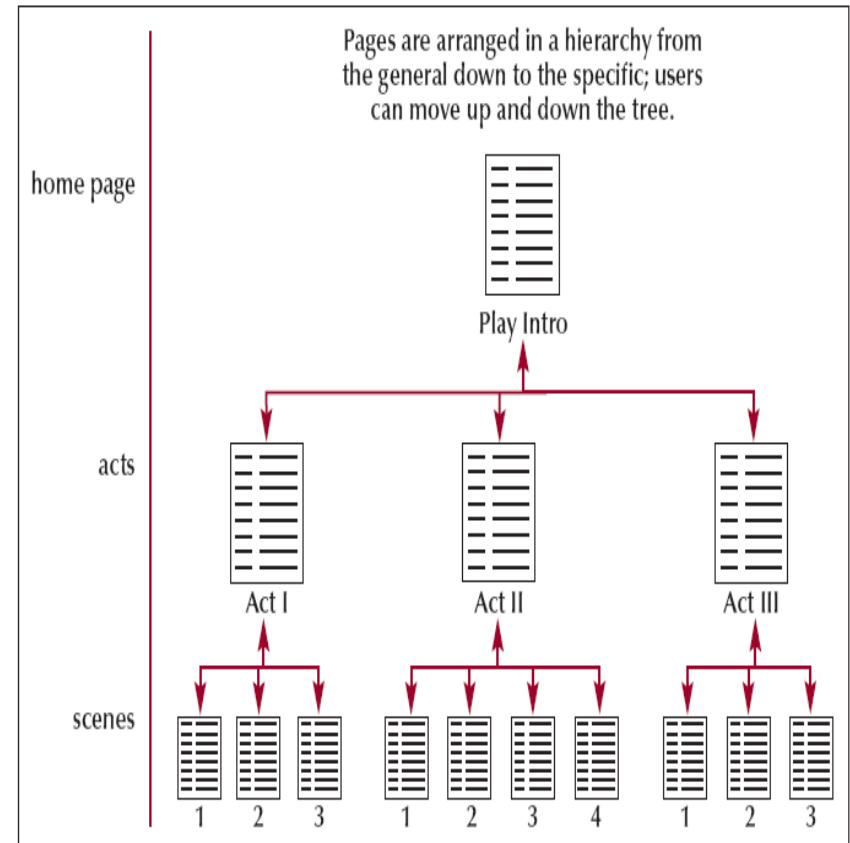 Pages are arranged in a hierarchy from
the general down to the specific; users
can move up and down the tree.
home page
Play Intro
acts
Act I Act II Act III
scenes
1 2 3 1 2 3 4 1 2 3